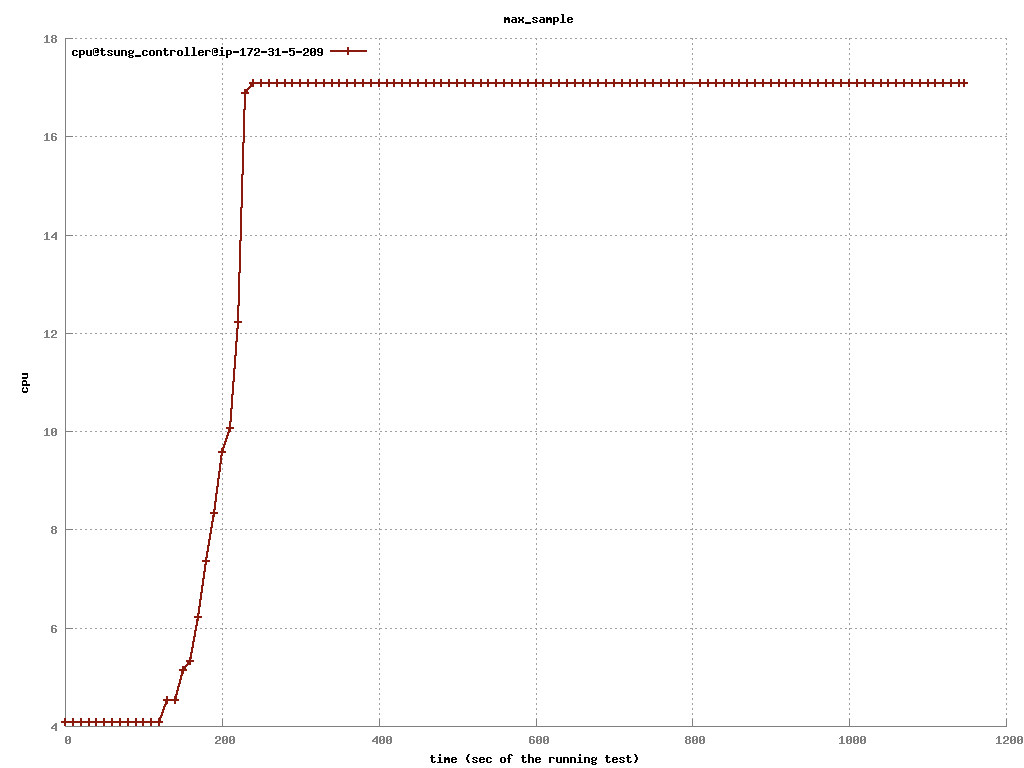 max_sample
cpu@tsung_controller@ip-172-31-5-209
18
16
14
12
10
8
6
4
cpu
0 200 400 600 800 1000 1200
time (sec of the running test)